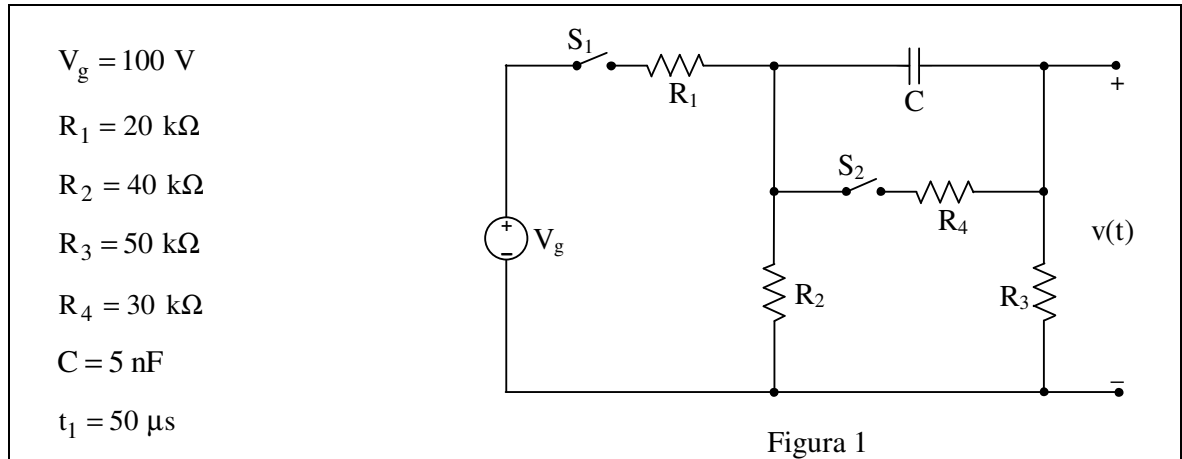 V_g = 100 V
R_1 = 20 kΩ
R_2 = 40 kΩ
R_3 = 50 kΩ
R_4 = 30 kΩ
C = 5 nF
t_1 = 50 μs
S_1
R_1
C
+
S_2
R_4
+
−
V_g
R_2
R_3
v(t)
−
Figura 1